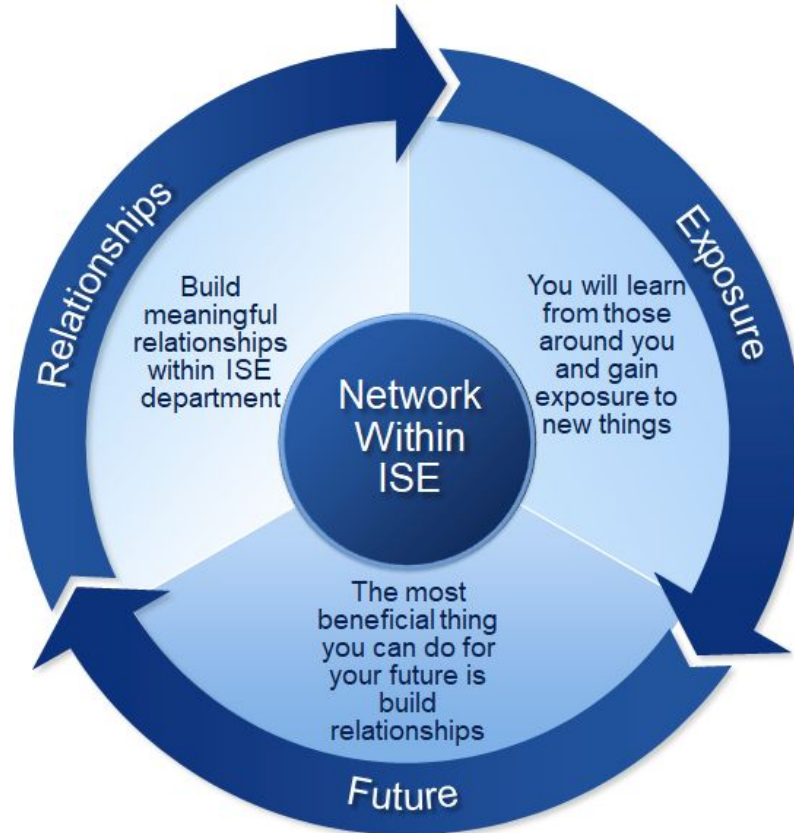 Relationships
Build
meaningful
relationships
within ISE
department
Exposure
You will learn
from those
around you
and gain
exposure to
new things
Network
Within
ISE
The most
beneficial thing
you can do for
your future is
build
relationships
Future